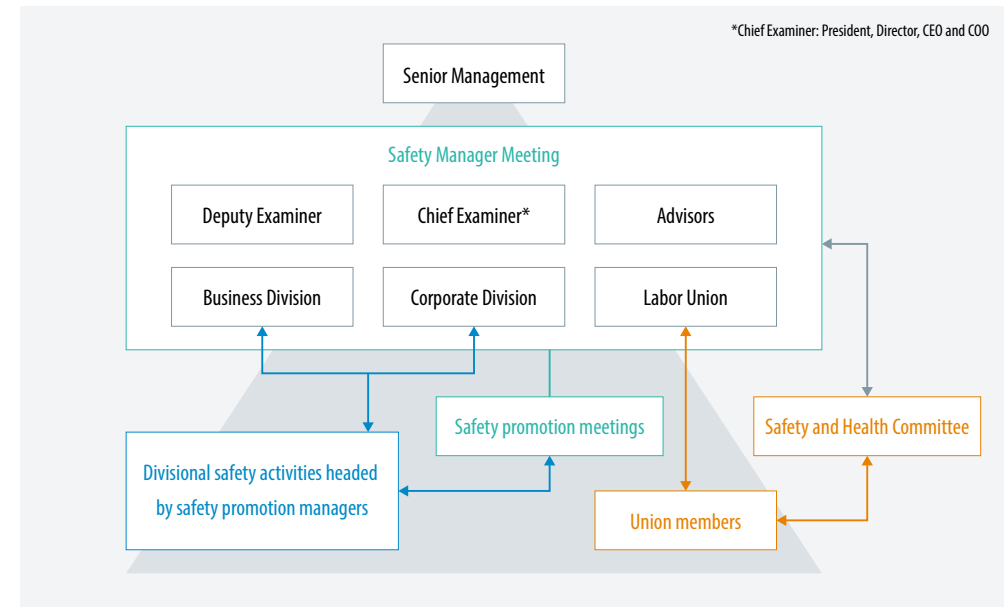 *Chief Examiner: President, Director, CEO and COO
Senior Management
Safety Manager Meeting
Deputy Examiner
Chief Examiner*
Advisors
Business Division
Corporate Division
Labor Union
Safety promotion meetings
Safety and Health Committee
Divisional safety activities headed
by safety promotion managers
Union members